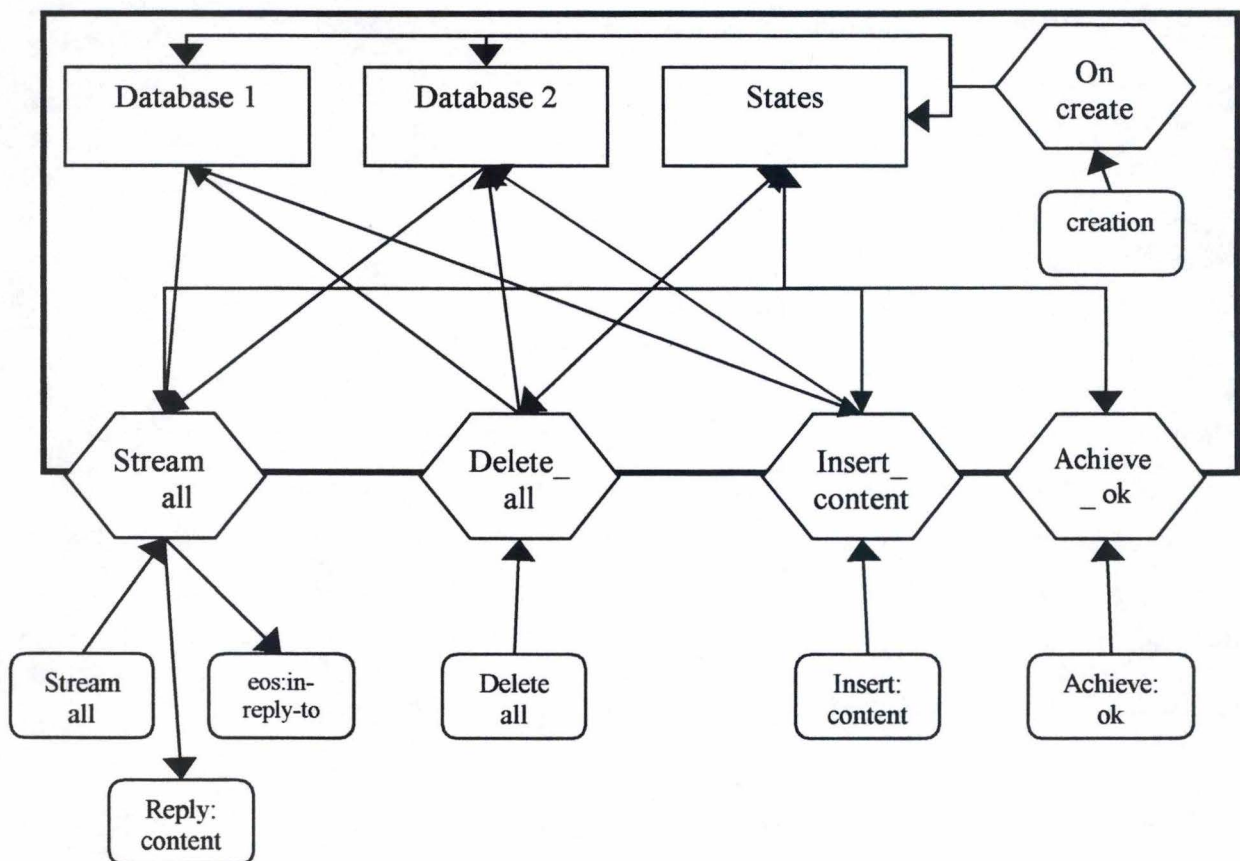 Database 1
Database 2
States
On
create
creation
Stream
all
Delete_
all
Insert_
content
Achieve
_ ok
Stream
all
eos:in-
reply-to
Delete
all
Insert:
content
Achieve:
ok
Reply:
content